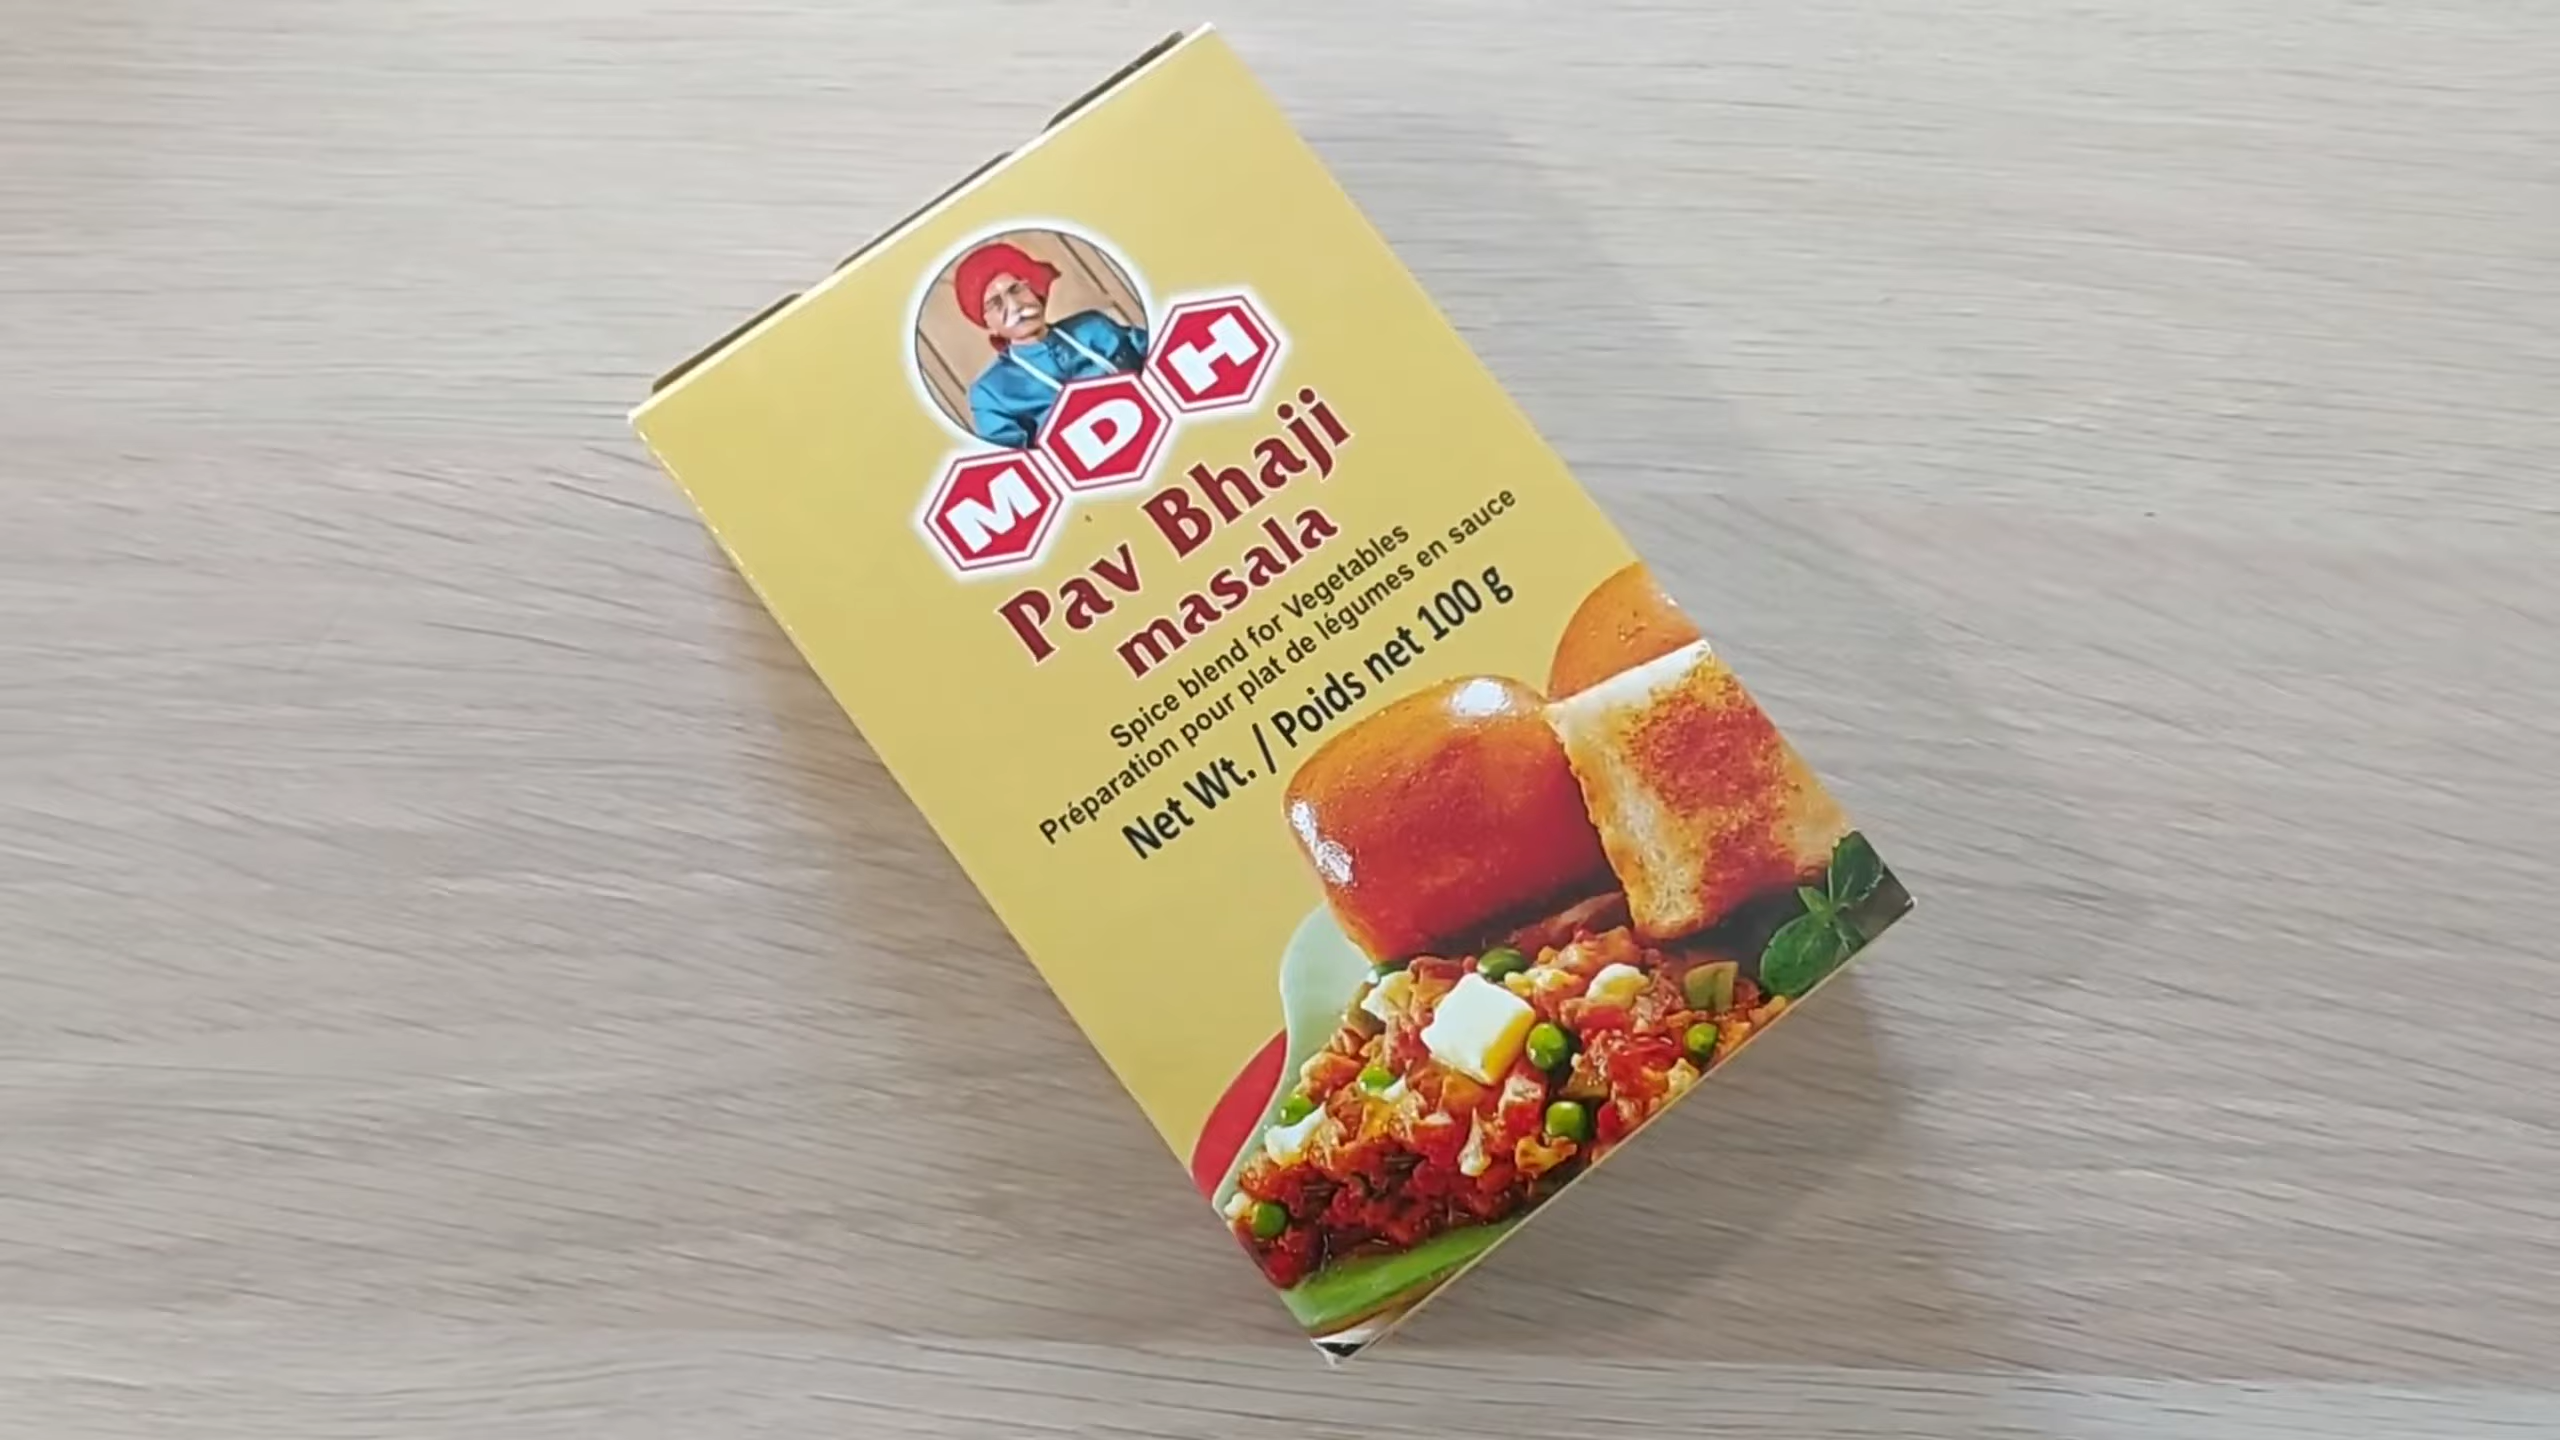 MDH
Pav Bhaji
masala
Spice blend for Vegetables
Préparation pour plat de légumes en sauce
Net Wt. / Poids net 100 g